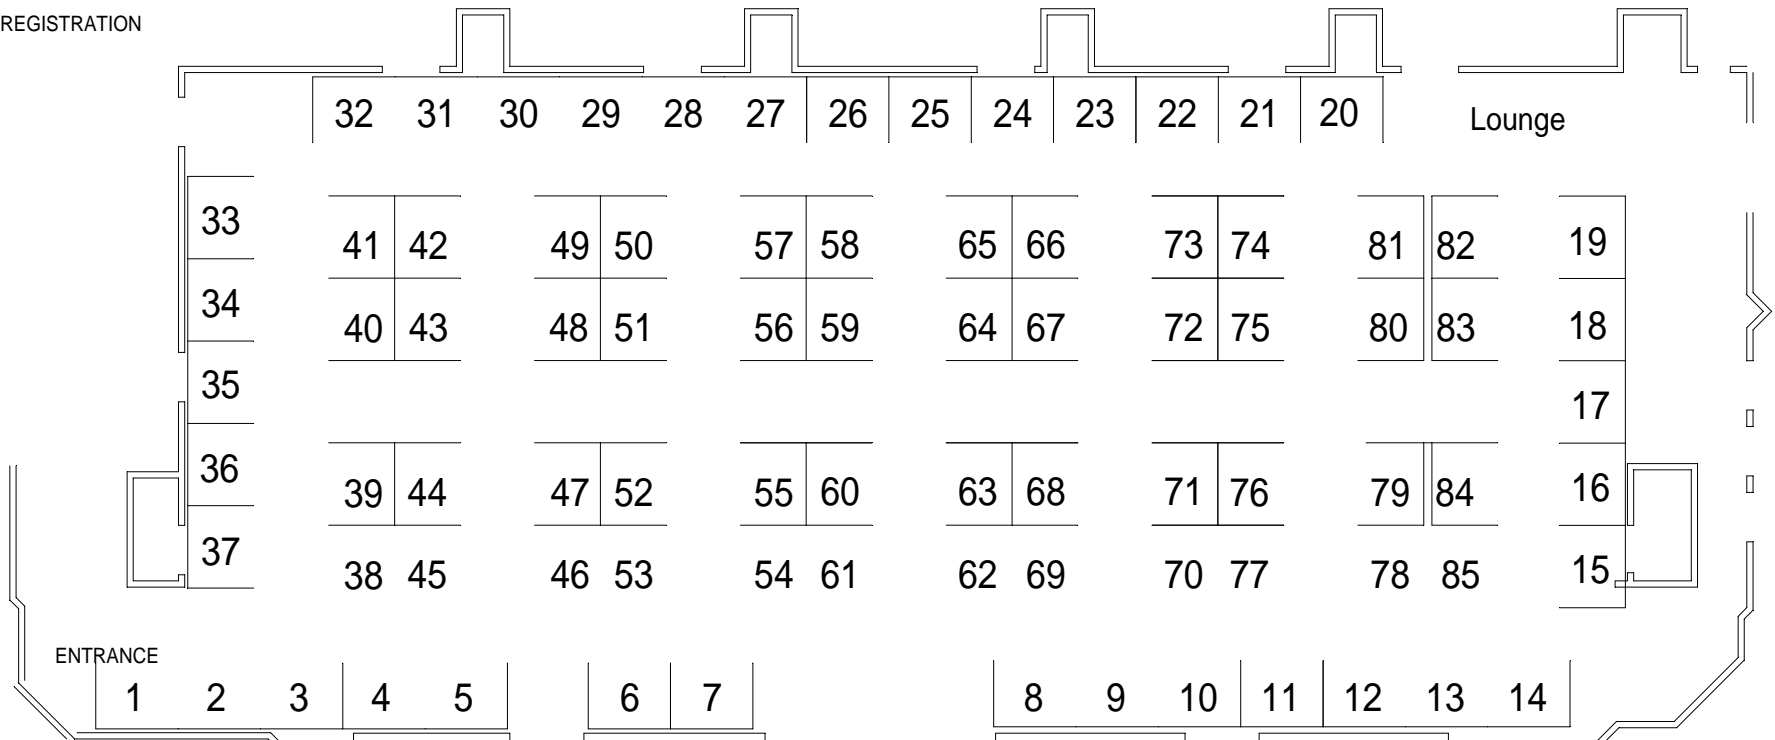 REGISTRATION
32 31 30 29 28 27 26 25 24 23 22 21 20 Lounge
33 41 42 49 50 57 58 65 66 73 74 81 82 19
34 40 43 48 51 56 59 64 67 72 75 80 83 18
35 17
36 39 44 47 52 55 60 63 68 71 76 79 84 16
37 38 45 46 53 54 61 62 69 70 77 78 85 15
ENTRANCE
1 2 3 4 5 6 7 8 9 10 11 12 13 14